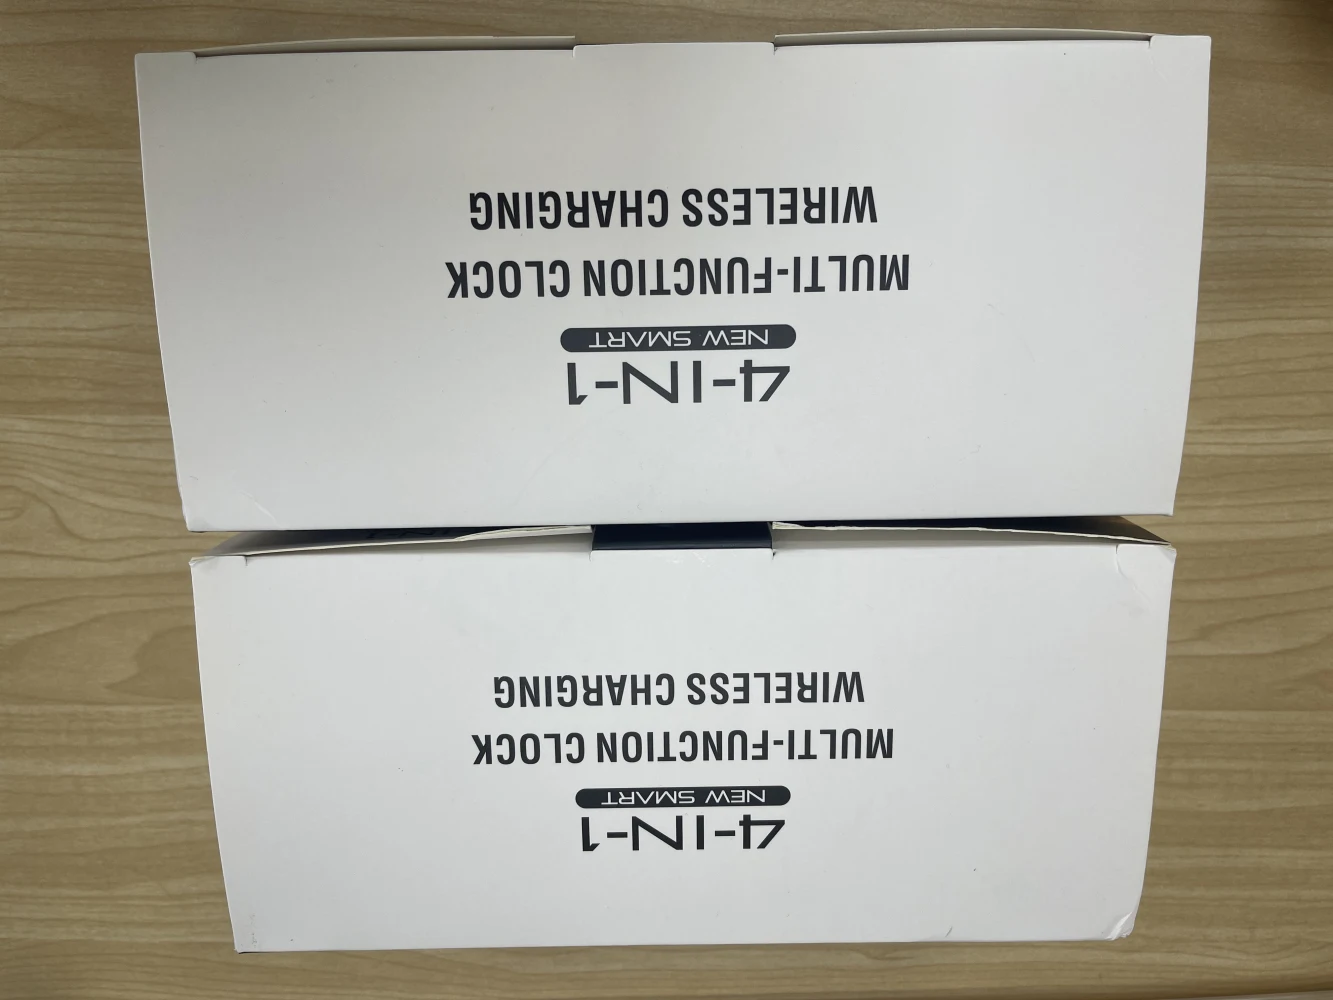 4-IN-1
NEW SMART
MULTI-FUNCTION CLOCK
WIRELESS CHARGING
4-IN-1
NEW SMART
MULTI-FUNCTION CLOCK
WIRELESS CHARGING